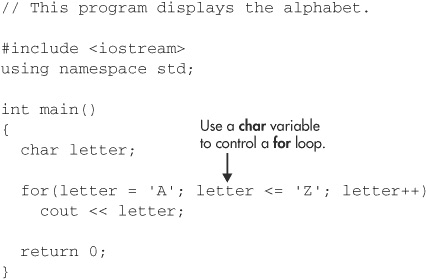 // This program displays the alphabet.
#include <iostream>
using namespace std;
int main()
{
Use a char variable
to control a for loop.
char letter;
for(letter = 'A'; letter <= 'Z'; letter++)
cout << letter;
return 0;
}